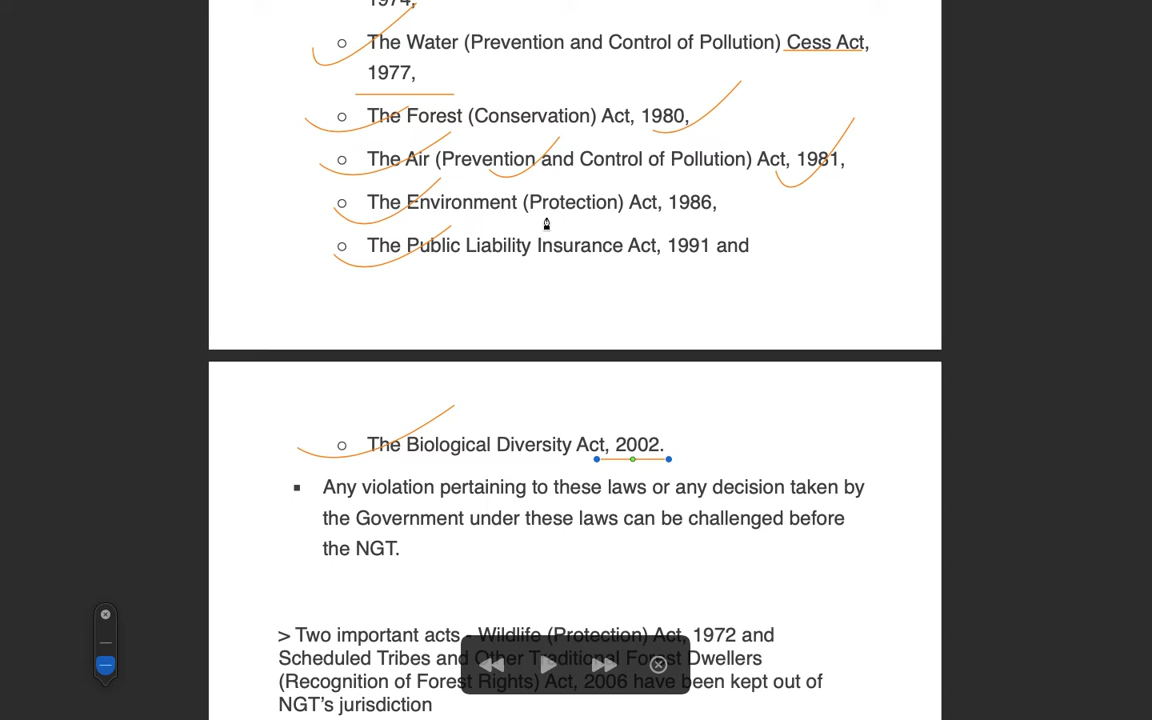 1974,
○ The Water (Prevention and Control of Pollution) Cess Act,
1977,
○ The Forest (Conservation) Act, 1980,
○ The Air (Prevention and Control of Pollution) Act, 1981,
○ The Environment (Protection) Act, 1986,
○ The Public Liability Insurance Act, 1991 and
○ The Biological Diversity Act, 2002.
▪ Any violation pertaining to these laws or any decision taken by
the Government under these laws can be challenged before
the NGT.
> Two important acts - Wildlife (Protection) Act, 1972 and
Scheduled Tribes and Other Traditional Forest Dwellers
(Recognition of Forest Rights) Act, 2006 have been kept out of
NGT's jurisdiction